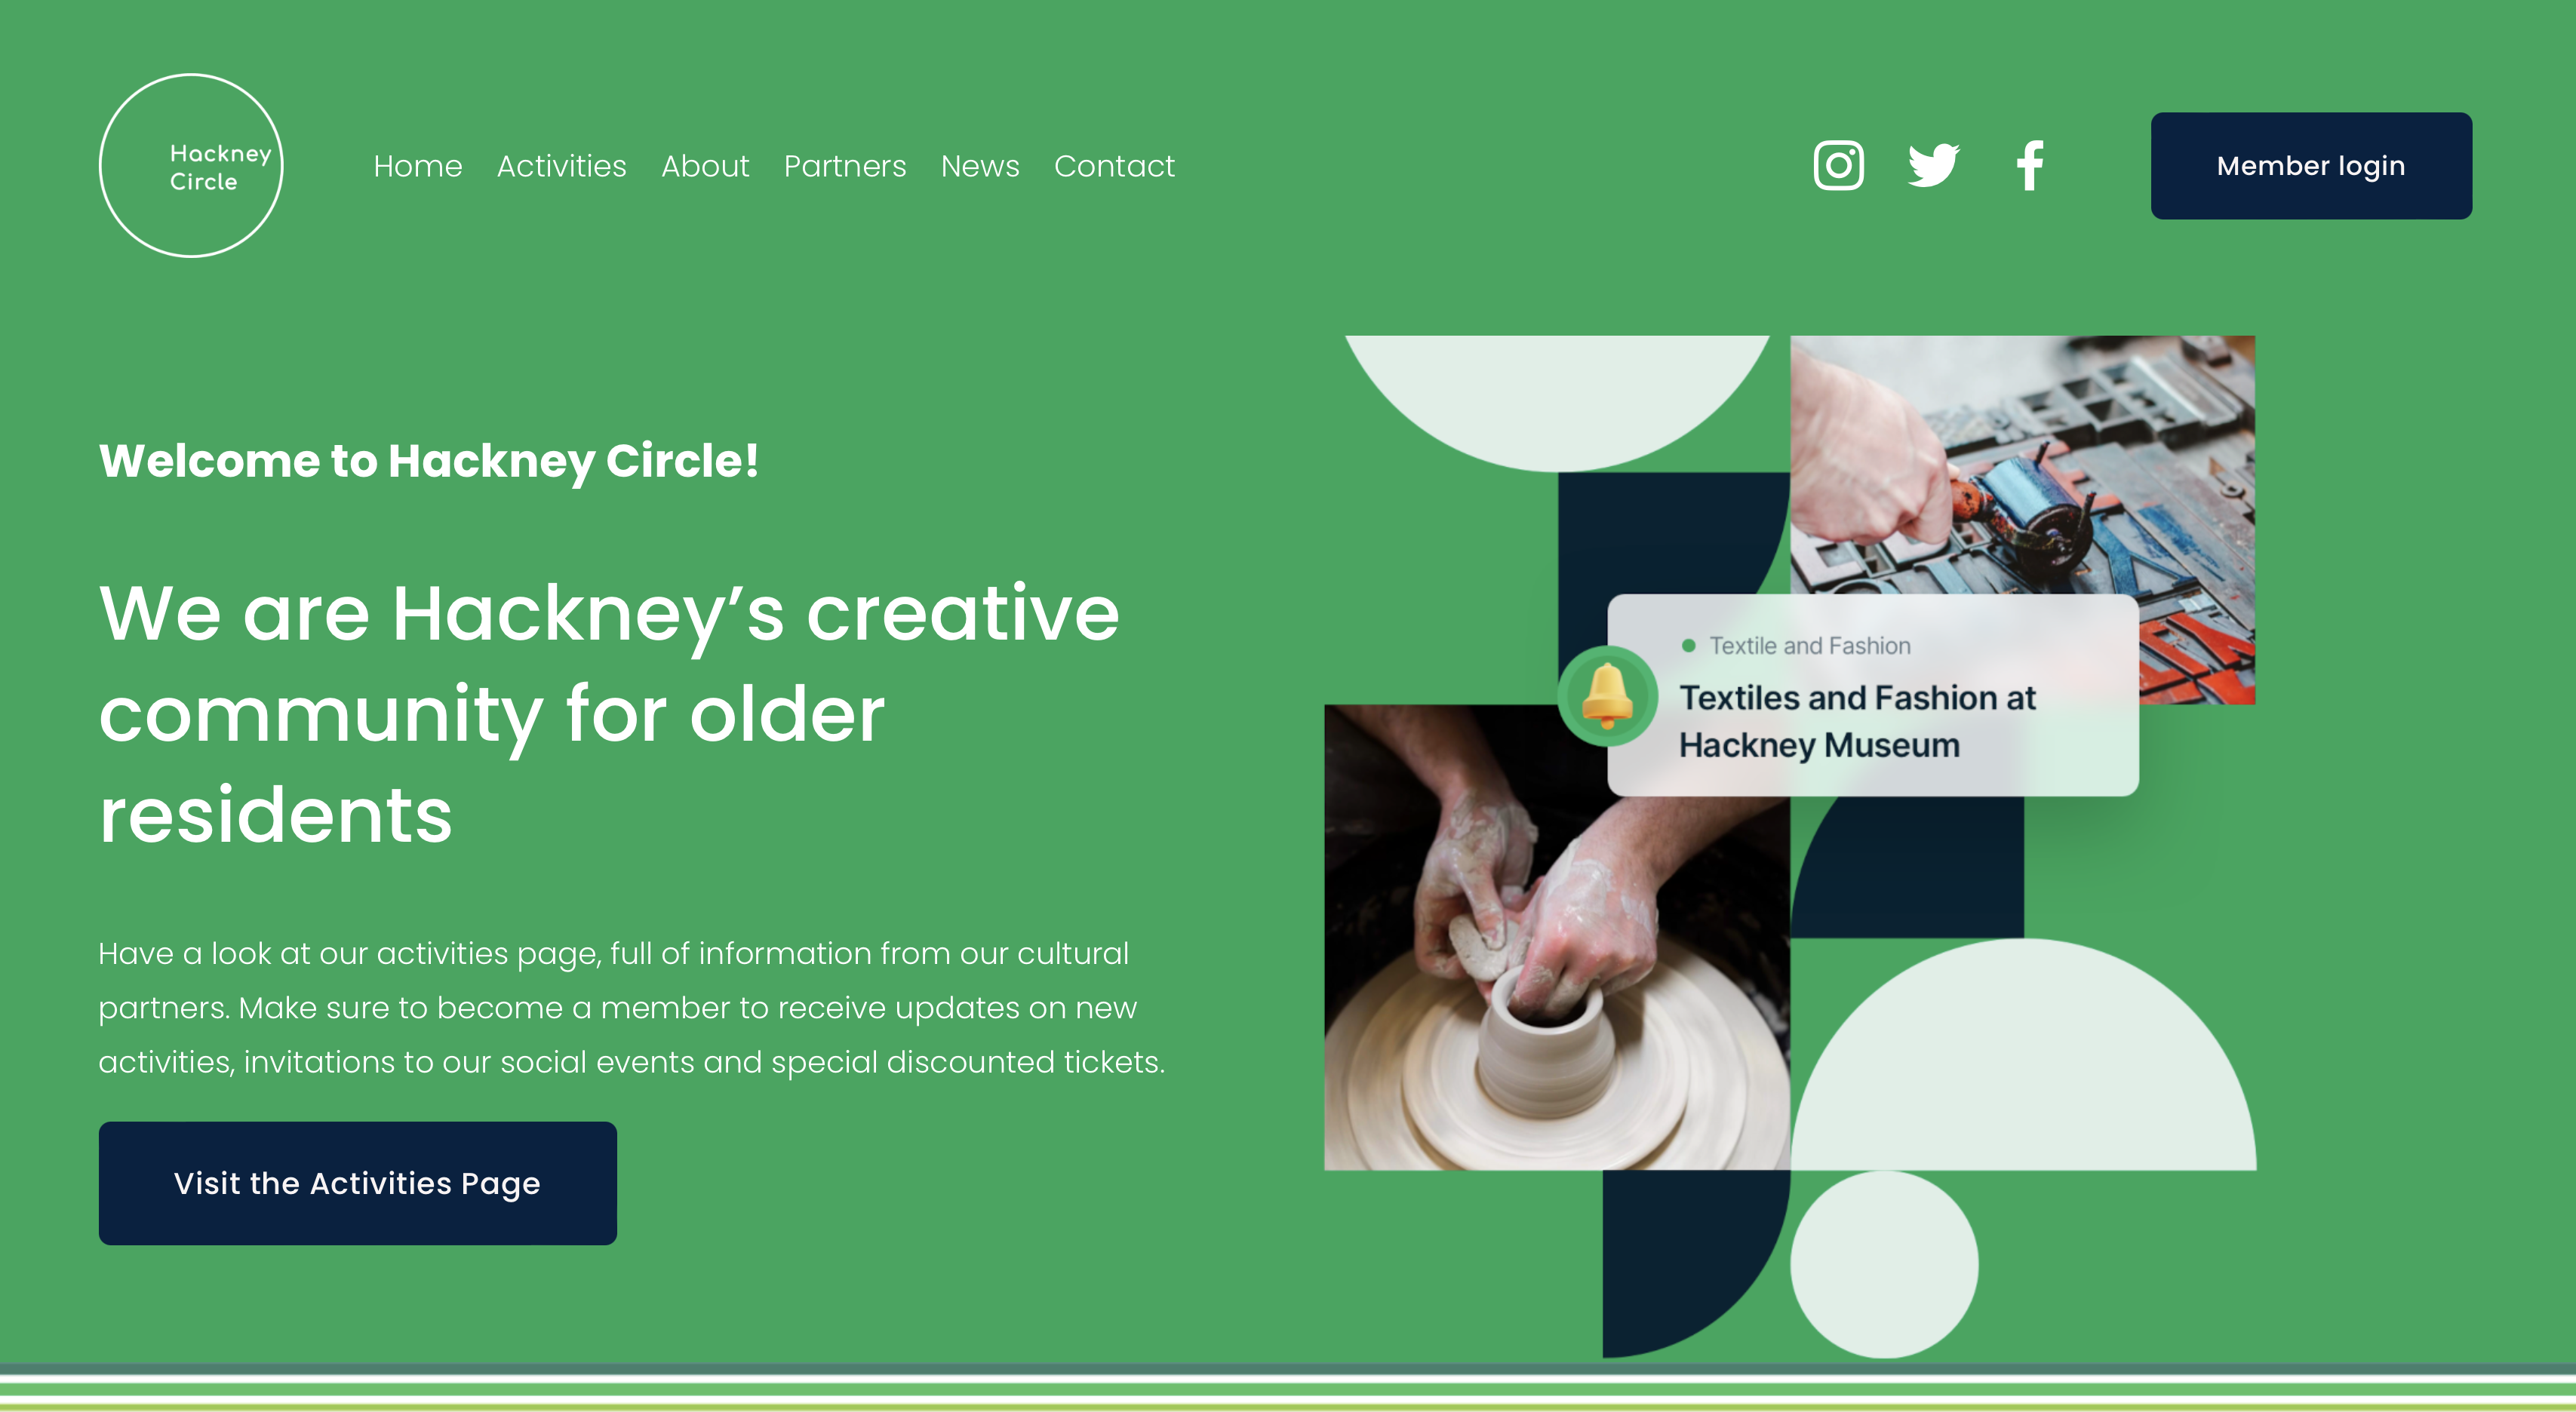 Hackney
Circle
Home Activities About Partners News Contact
Member login
Welcome to Hackney Circle!
We are Hackney’s creative
community for older
residents
Have a look at our activities page, full of information from our cultural
partners. Make sure to become a member to receive updates on new
activities, invitations to our social events and special discounted tickets.
Visit the Activities Page
Textile and Fashion
Textiles and Fashion at
Hackney Museum